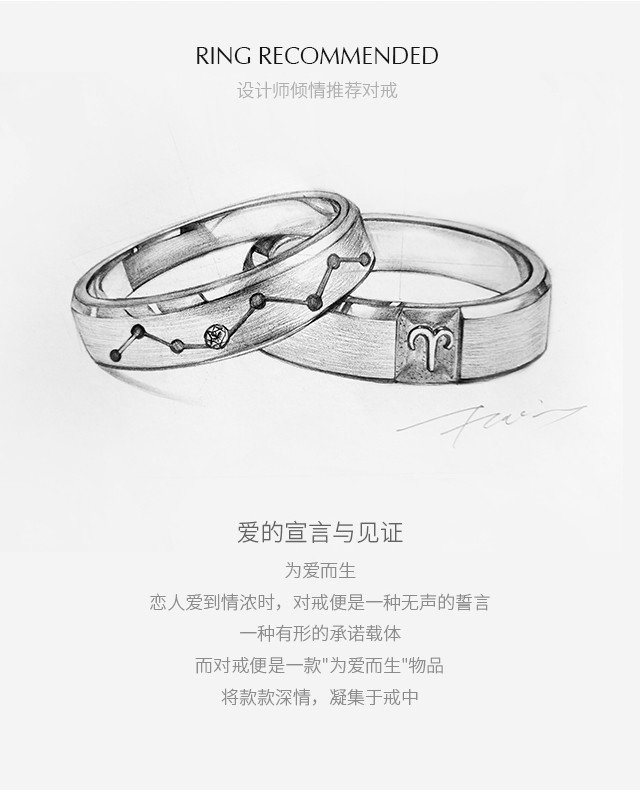 RING RECOMMENDED
设计师倾情推荐对戒
爱的宣言与见证
为爱而生
恋人爱到情浓时，对戒便是一种无声的誓言
一种有形的承诺载体
而对戒便是一款"为爱而生"物品
将款款深情，凝集于戒中